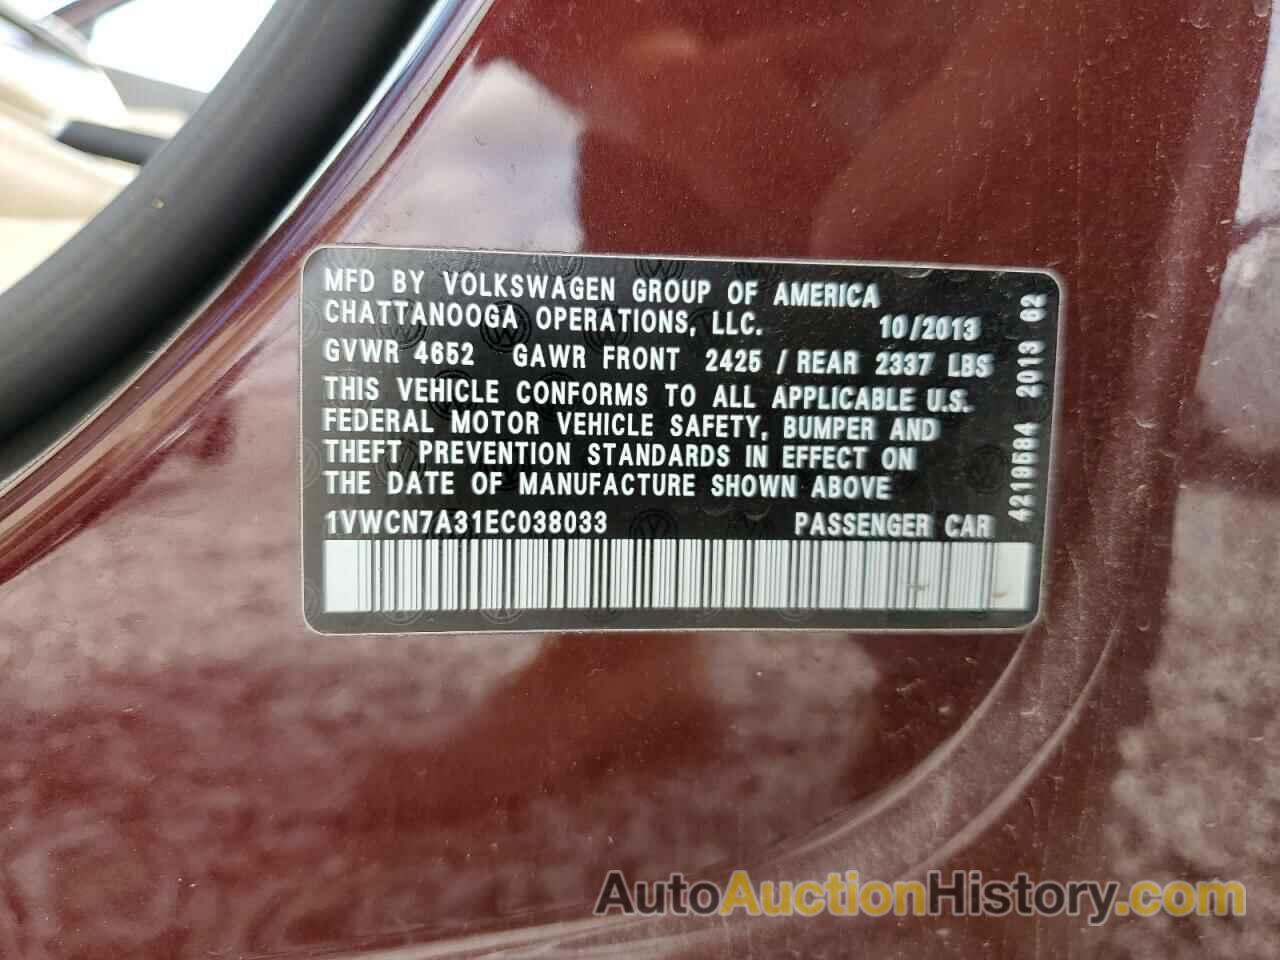 MFD BY VOLKSWAGEN GROUP OF AMERICA
CHATTANOOGA OPERATIONS, LLC. 10/2013
GVWR 4652 GAWR FRONT 2425 / REAR 2337 LBS
THIS VEHICLE CONFORMS TO ALL APPLICABLE U.S.
FEDERAL MOTOR VEHICLE SAFETY, BUMPER AND
THEFT PREVENTION STANDARDS IN EFFECT ON
THE DATE OF MANUFACTURE SHOWN ABOVE
1VWCN7A31EC038033 PASSENGER CAR
4219584 2013 02
AutoAuctionHistory.com